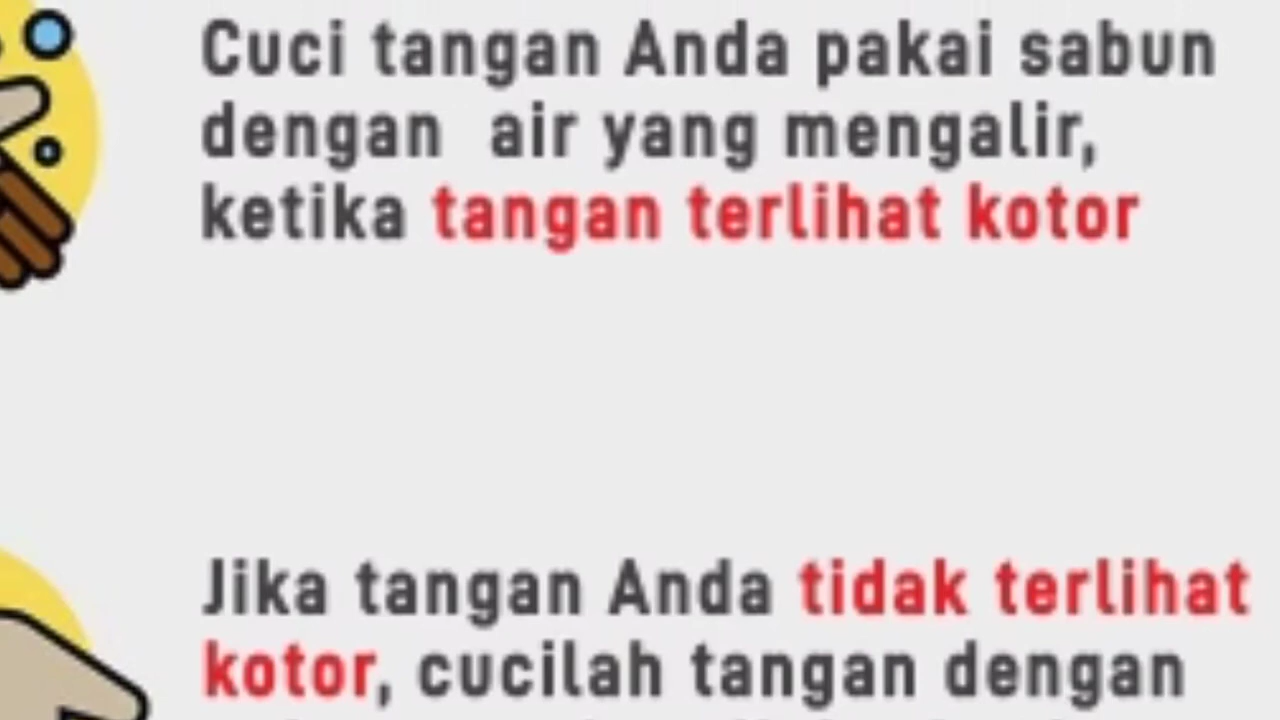 Cuci tangan Anda pakai sabun
dengan air yang mengalir,
ketika tangan terlihat kotor
Jika tangan Anda tidak terlihat
kotor, cucilah tangan dengan